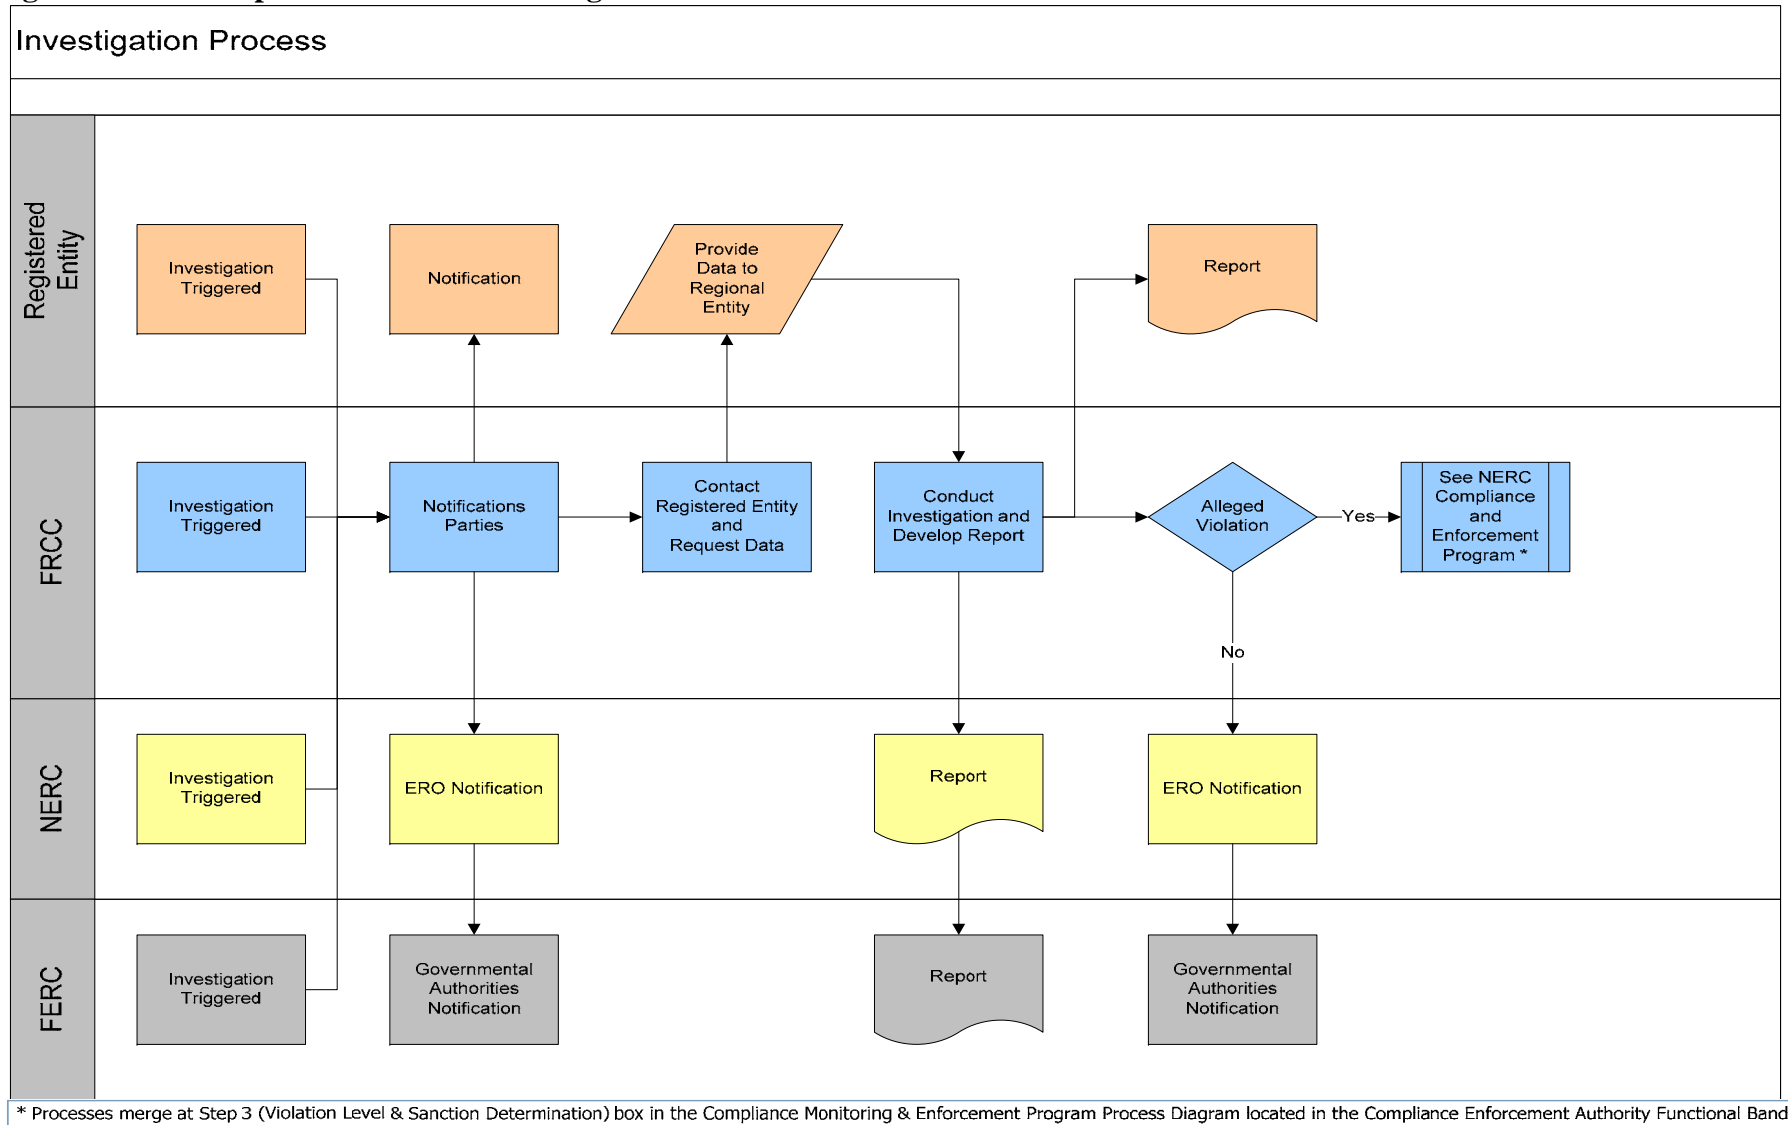 Investigation Process
Registered
Entity
Investigation
Triggered
Notification
Provide
Data to
Regional
Entity
Report
FRCC
Investigation
Triggered
Notifications
Parties
Contact
Registered Entity
and
Request Data
Conduct
Investigation and
Develop Report
Alleged
Violation
Yes
See NERC
Compliance
and
Enforcement
Program *
No
NERC
Investigation
Triggered
ERO Notification
Report
ERO Notification
FERC
Investigation
Triggered
Governmental
Authorities
Notification
Report
Governmental
Authorities
Notification
* Processes merge at Step 3 (Violation Level & Sanction Determination) box in the Compliance Monitoring & Enforcement Program Process Diagram located in the Compliance Enforcement Authority Functional Band